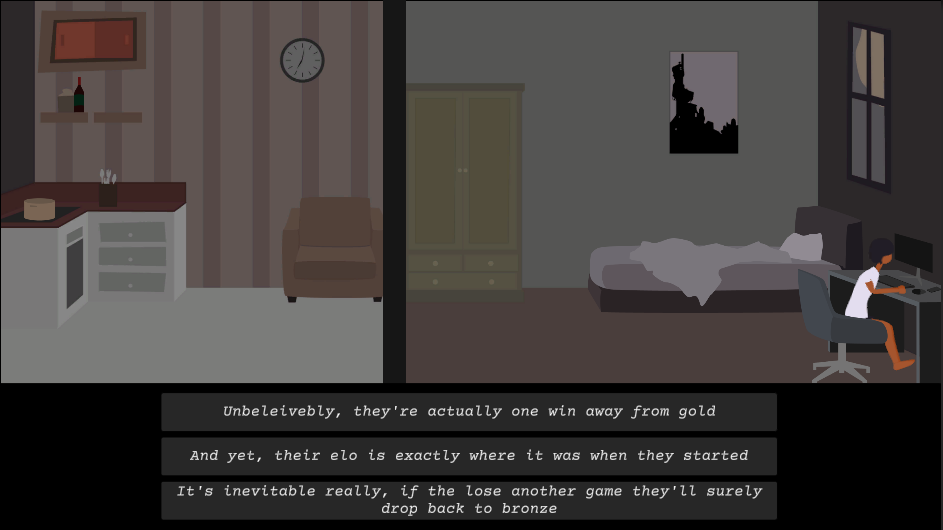 Unbeleivebly, they're actually one win away from gold
And yet, their elo is exactly where it was when they started
It's inevitable really, if the lose another game they'll surely
drop back to bronze